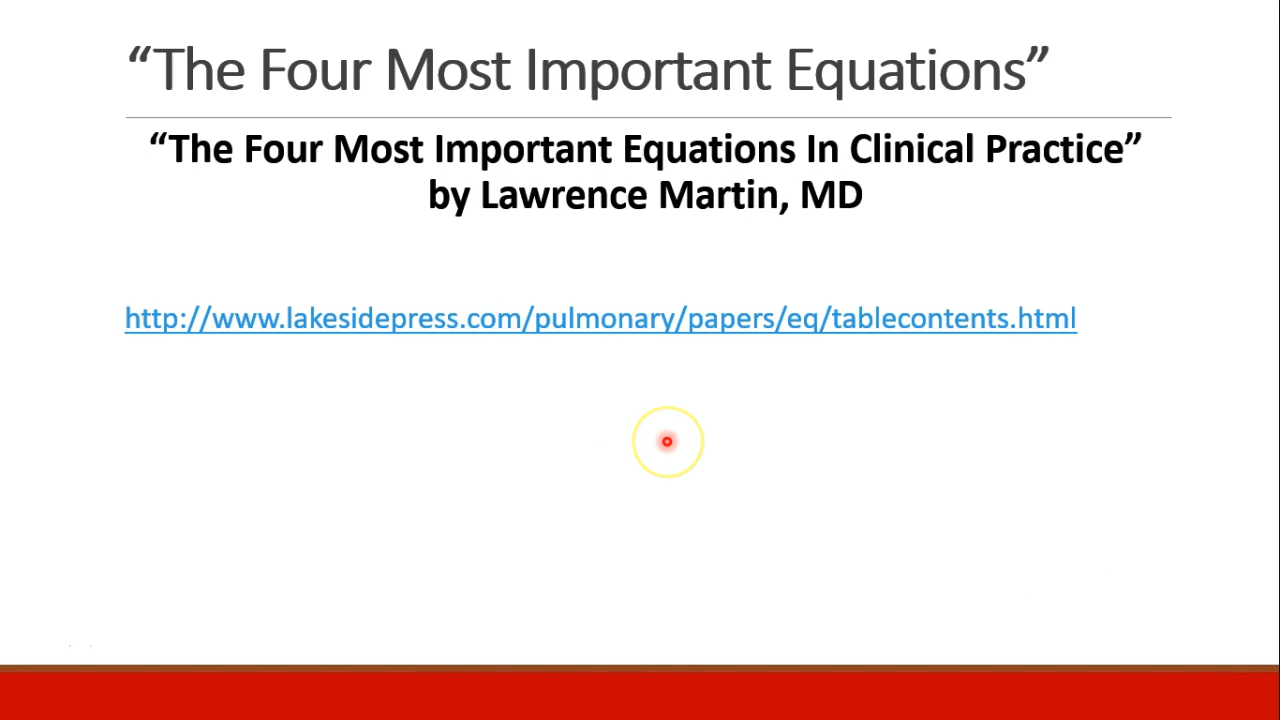 “The Four Most Important Equations”
“The Four Most Important Equations In Clinical Practice”
by Lawrence Martin, MD
http://www.lakesidepress.com/pulmonary/papers/eq/tablecontents.html